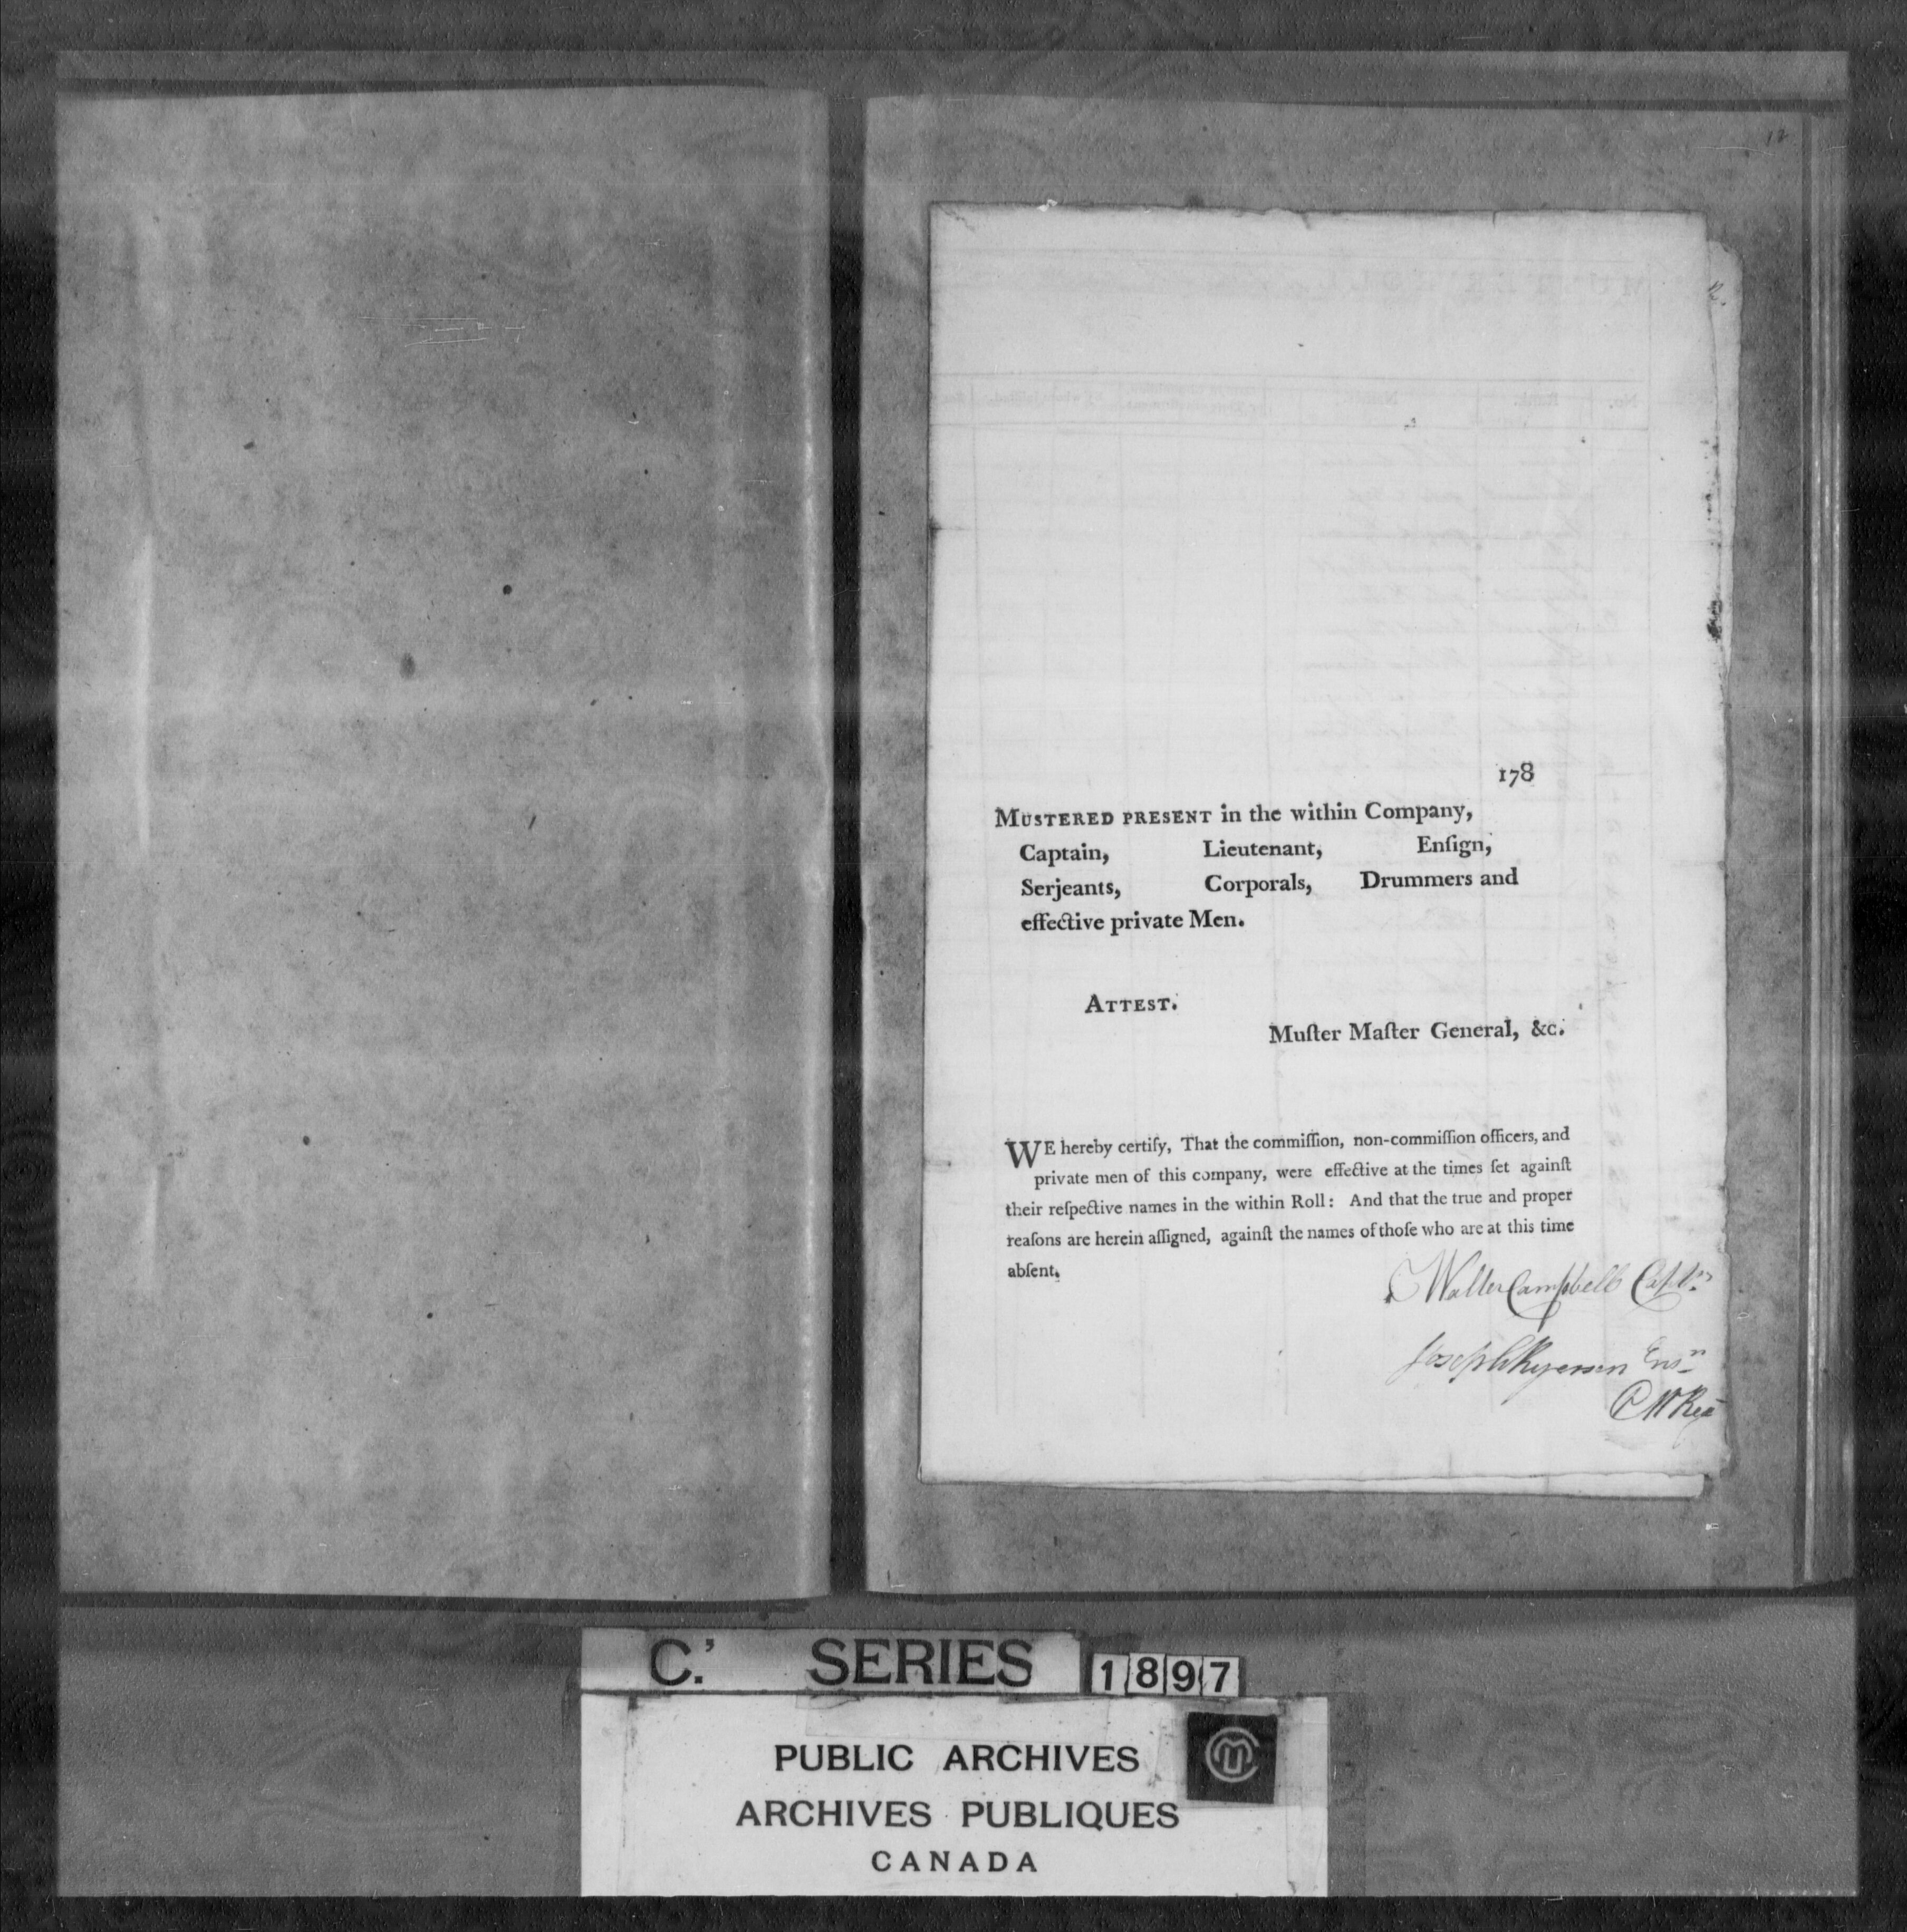 12
178
MUSTERED PRESENT in the within Company,
Captain, Lieutenant, Enſign,
Serjeants, Corporals, Drummers and
effective private Men.
ATTEST.
Muſter Maſter General, &c.
WE hereby certify, That the commiſſion, non-commiſſion officers, and
private men of this company, were effective at the times ſet againſt
their reſpective names in the within Roll: And that the true and proper
reaſons are herein aſſigned, againſt the names of thoſe who are at this time
abſent.
Walter Campbell Captn
Joseph Ryerson Ensn
C.' SERIES 1897
PUBLIC ARCHIVES
ARCHIVES PUBLIQUES
CANADA